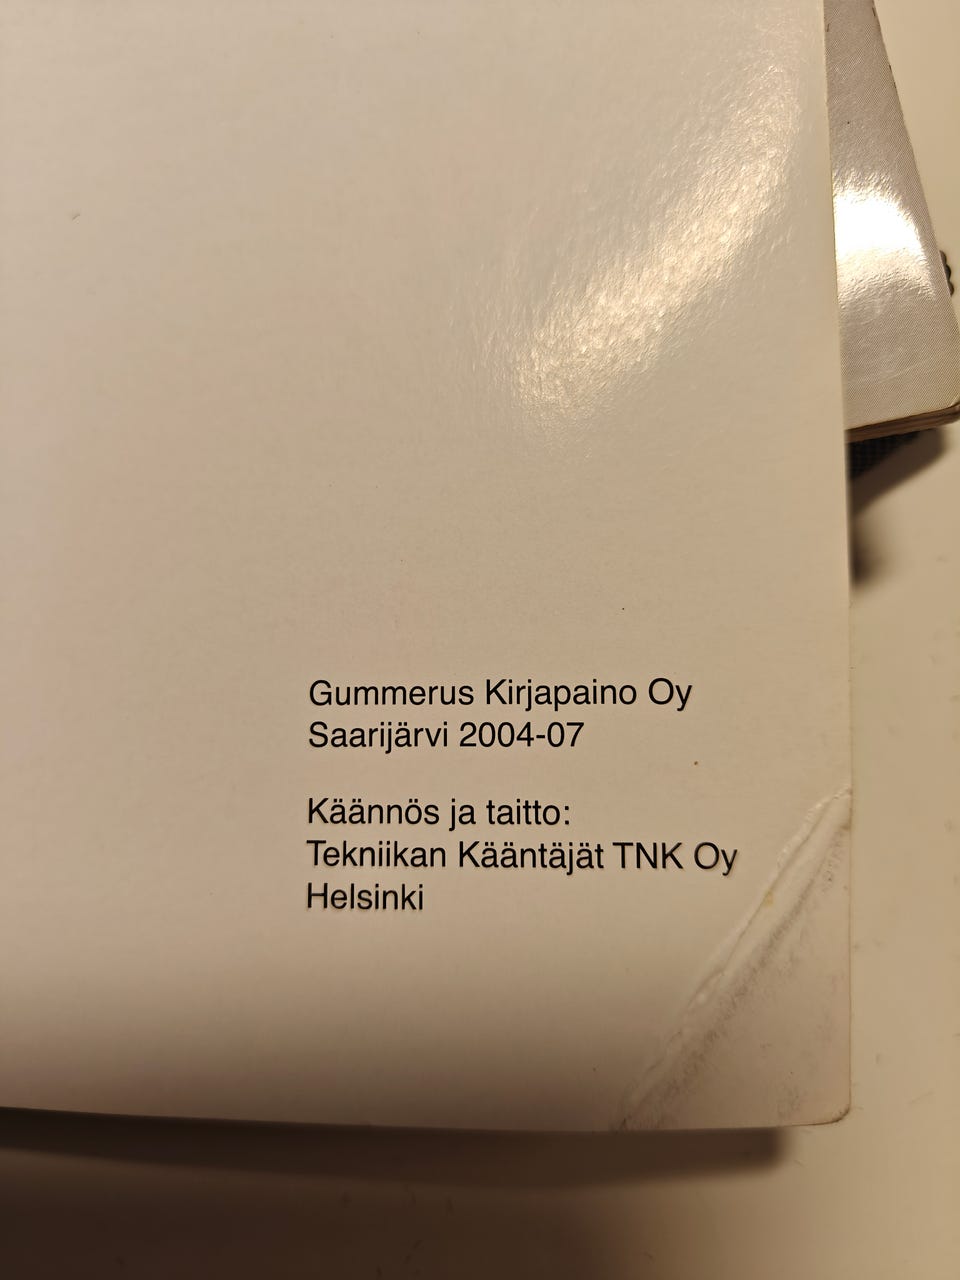 Gummerus Kirjapaino Oy
Saarijärvi 2004-07
Käännös ja taitto:
Tekniikan Kääntäjät TNK Oy
Helsinki